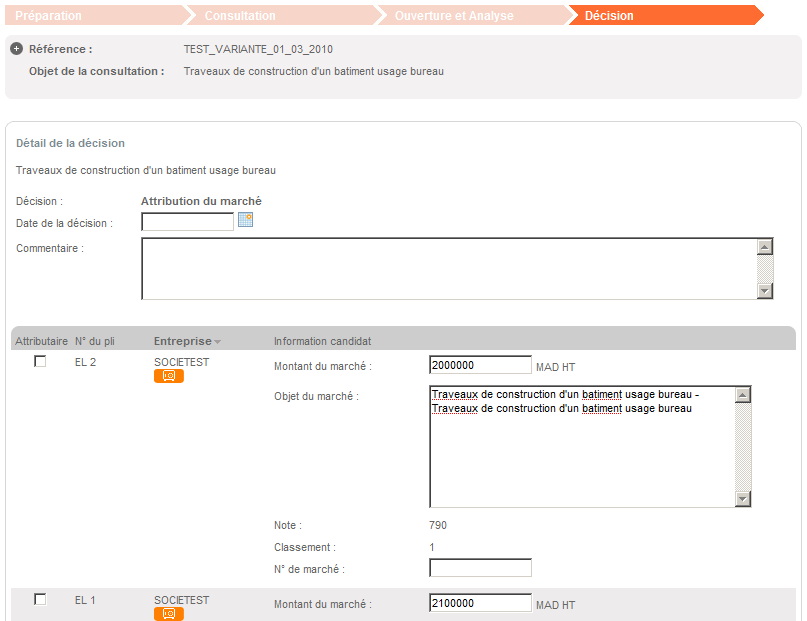 Préparation Consultation Ouverture et Analyse Décision
Référence : TEST_VARIANTE_01_03_2010
Objet de la consultation : Traveaux de construction d'un batiment usage bureau
Détail de la décision
Traveaux de construction d'un batiment usage bureau
Décision : Attribution du marché
Date de la décision :
Commentaire :
Attributaire N° du pli Entreprise Information candidat
EL 2 SOCIETEST Montant du marché : 2000000 MAD HT
Objet du marché : Traveaux de construction d'un batiment usage bureau -
Traveaux de construction d'un batiment usage bureau
Note : 790
Classement : 1
N° de marché :
EL 1 SOCIETEST Montant du marché : 2100000 MAD HT